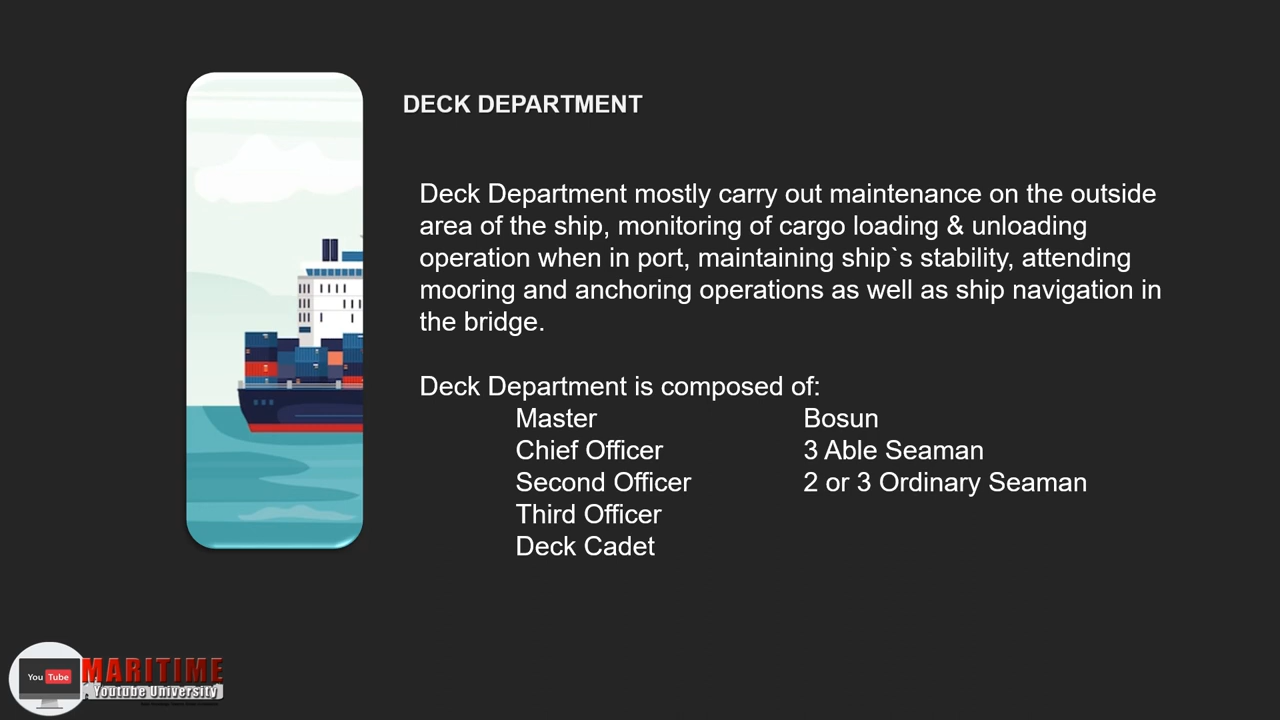 DECK DEPARTMENT
Deck Department mostly carry out maintenance on the outside
area of the ship, monitoring of cargo loading & unloading
operation when in port, maintaining ship`s stability, attending
mooring and anchoring operations as well as ship navigation in
the bridge.
Deck Department is composed of:
Master
Chief Officer
Second Officer
Third Officer
Deck Cadet
Bosun
3 Able Seaman
2 or 3 Ordinary Seaman
You Tube
MARITIME
Youtube University